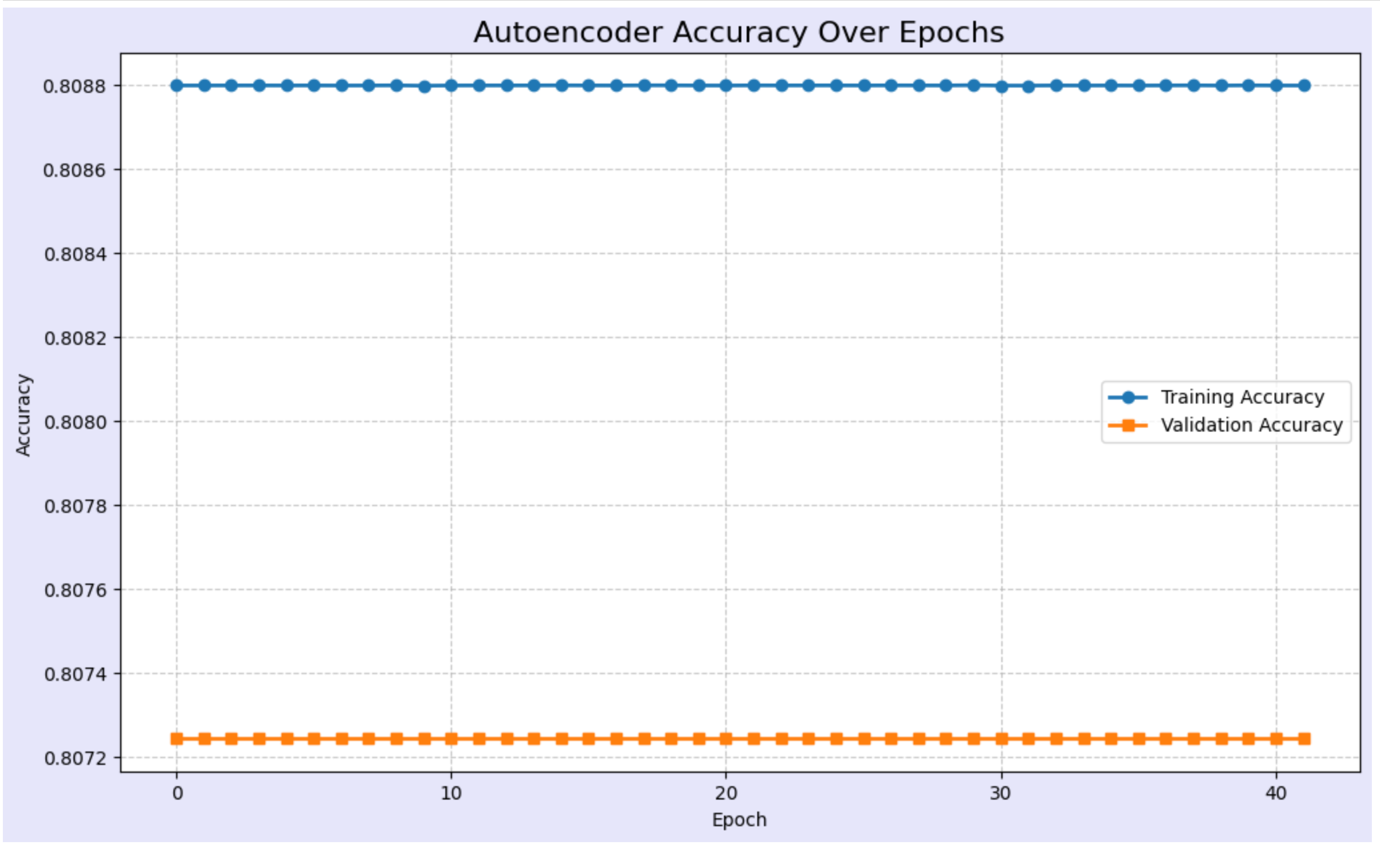 Autoencoder Accuracy Over Epochs
0.8088
0.8086
0.8084
0.8082
0.8080
0.8078
0.8076
0.8074
0.8072
Accuracy
Training Accuracy
Validation Accuracy
0 10 20 30 40
Epoch